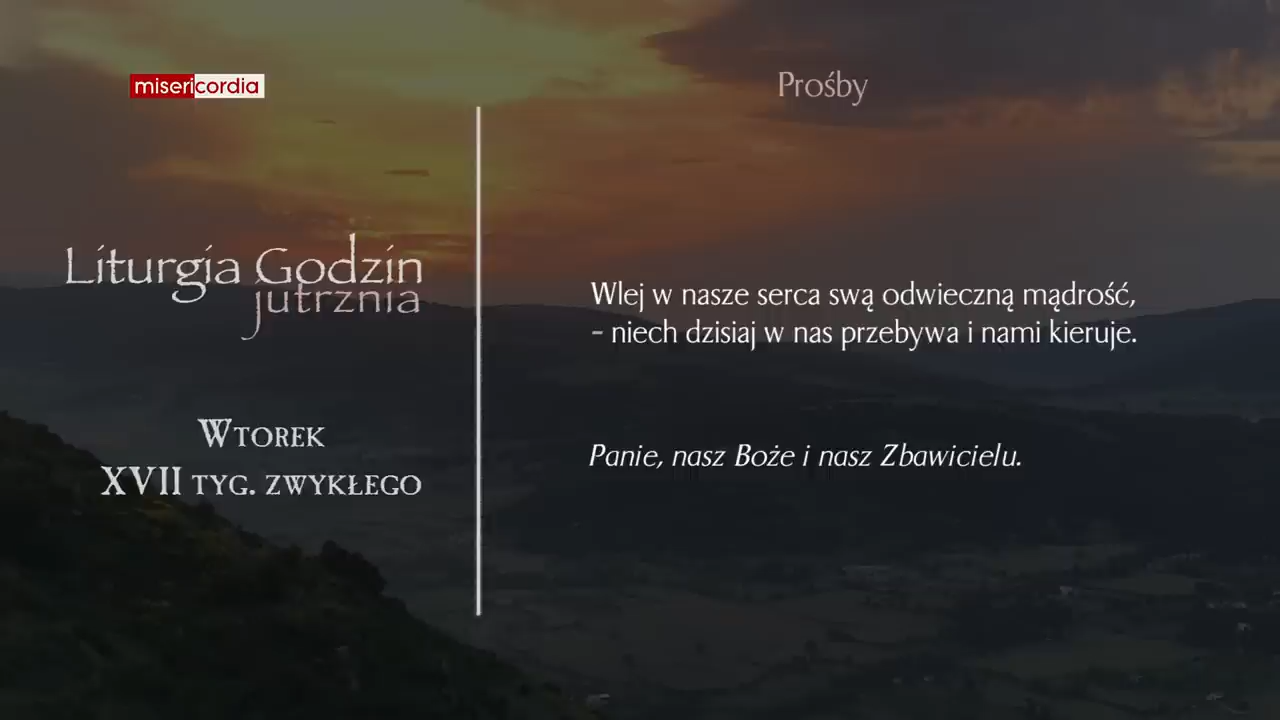 misericordia
Liturgia Godzin
jutrznia
Wtorek
XVII tyg. zwykłego
Prośby
Wlej w nasze serca swą odwieczną mądrość,
– niech dzisiaj w nas przebywa i nami kieruje.
Panie, nasz Boże i nasz Zbawicielu.